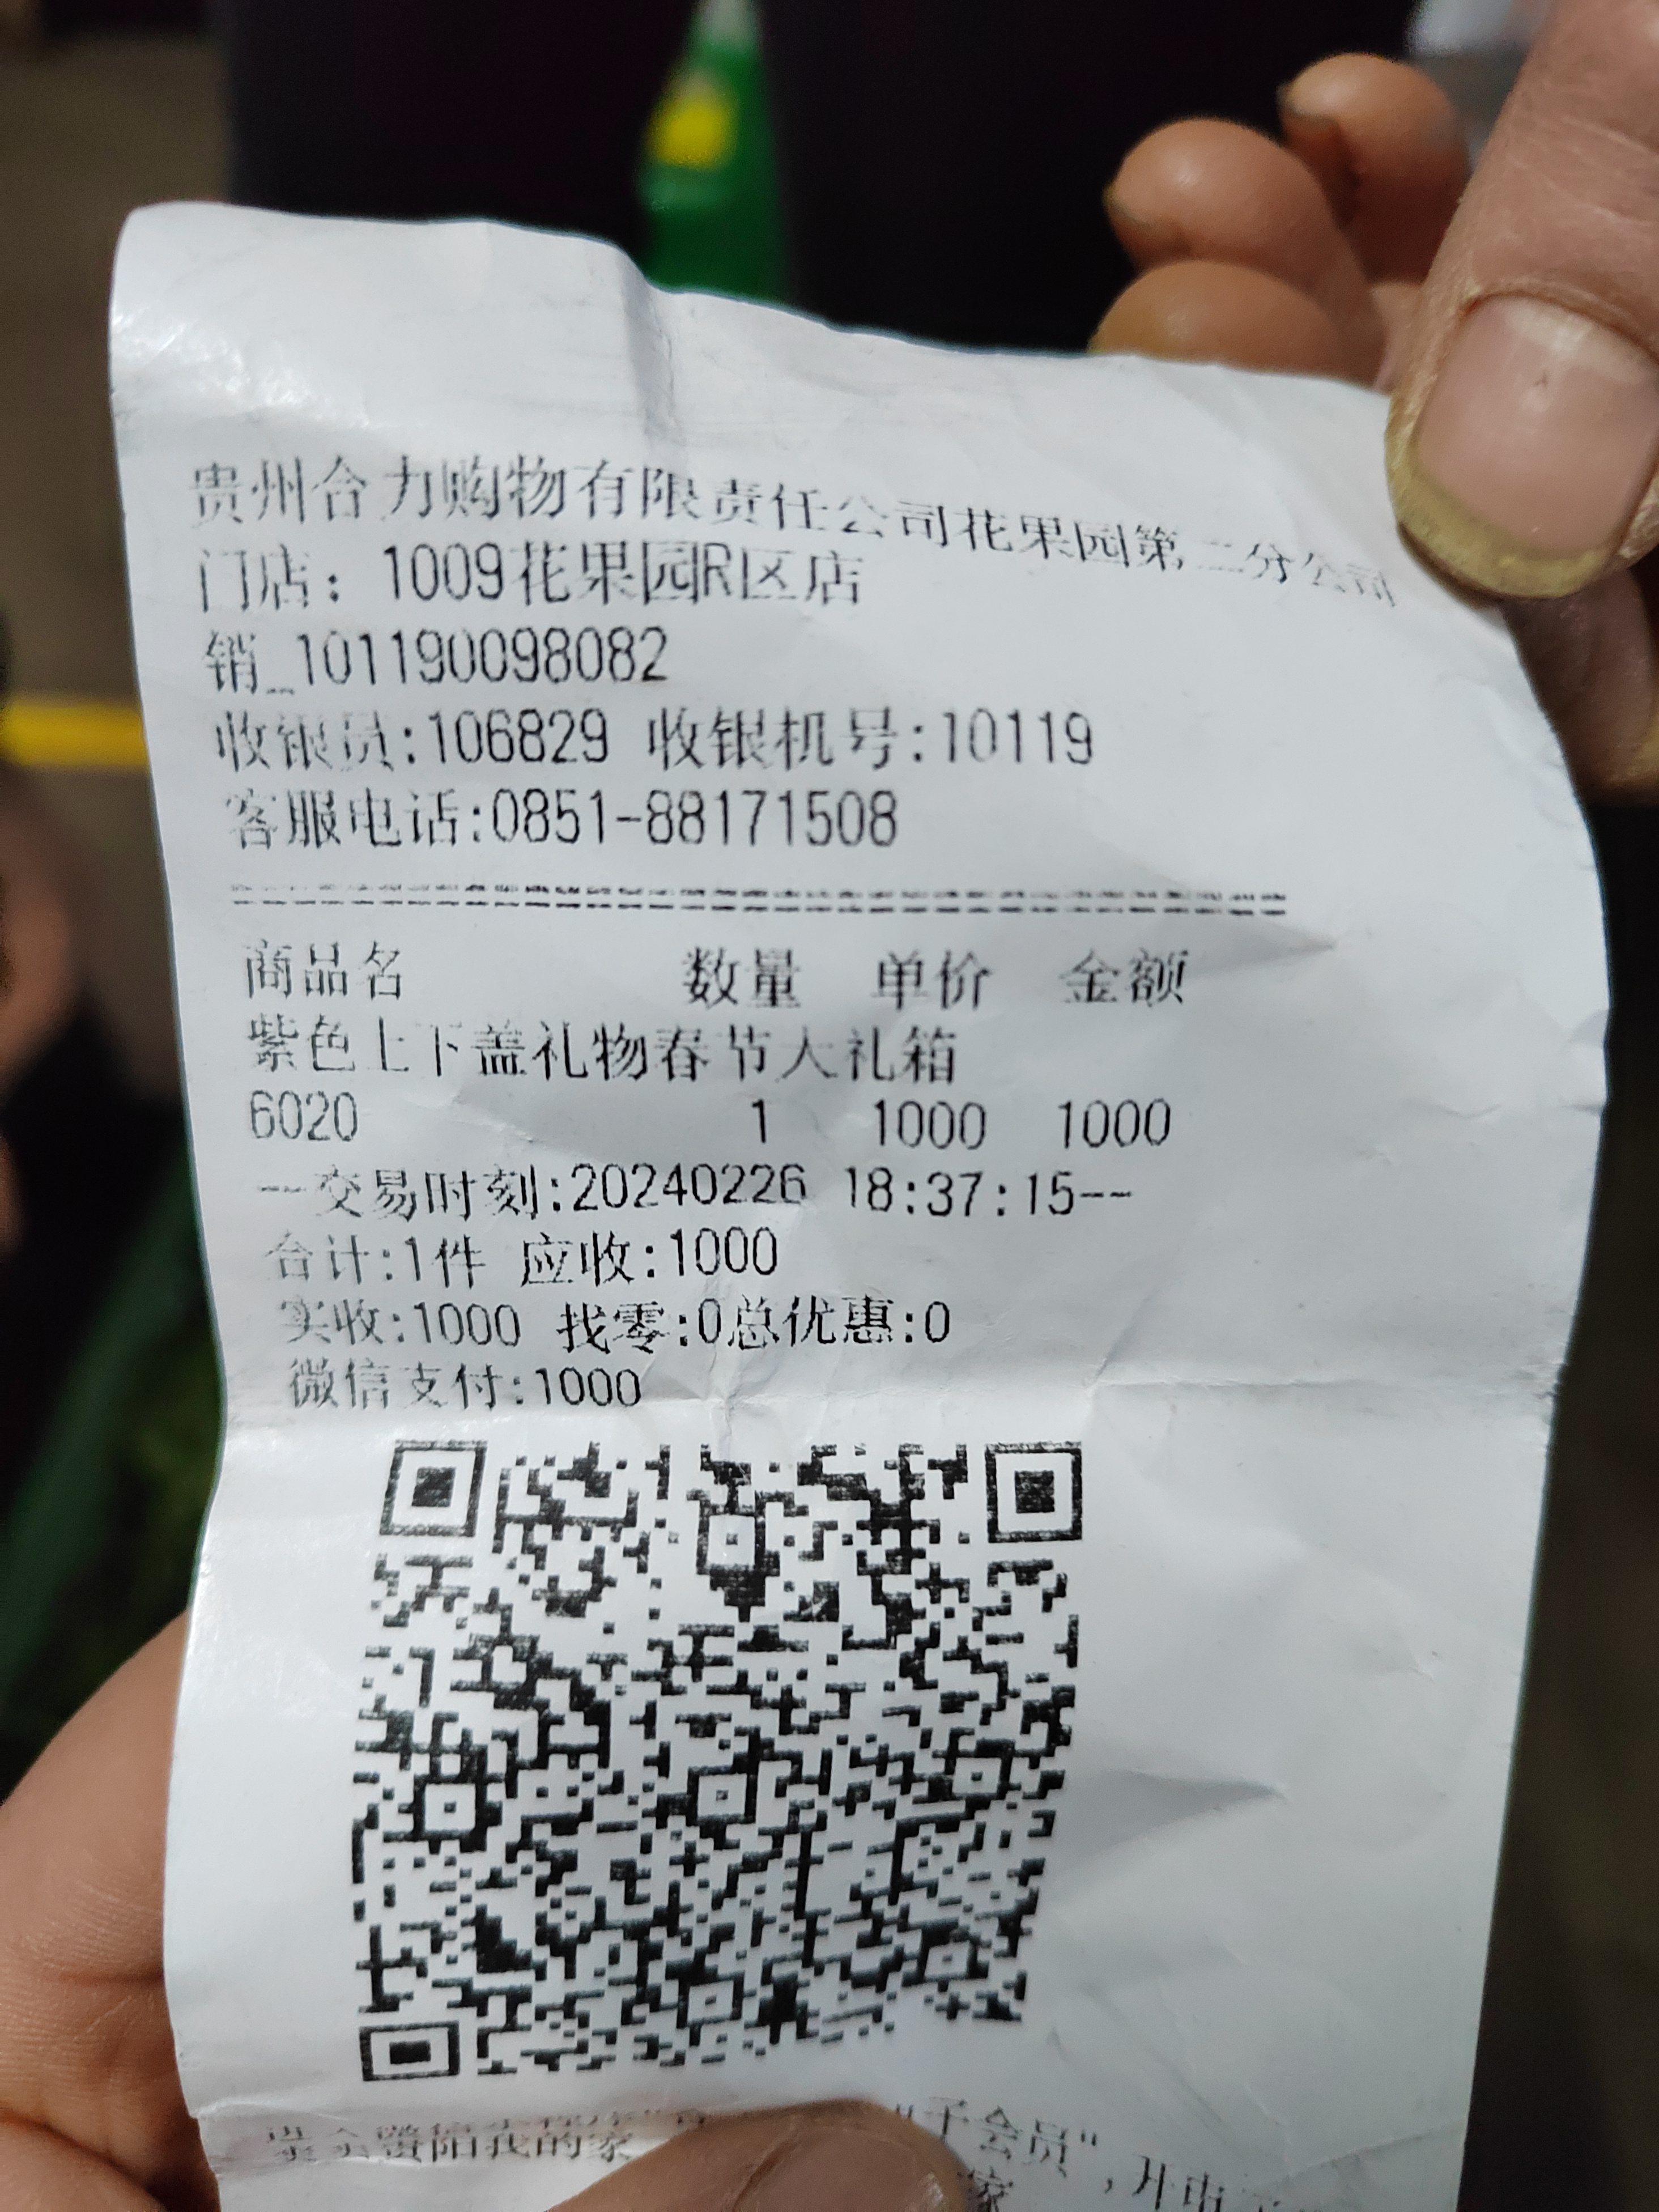 贵州合力购物有限责任公司花果园第二分公司
门店：1009花果园R区店
销_101190098082
收银员:106829 收银机号:10119
客服电话:0851-88171508
商品名 数量 单价 金额
紫色上下盖礼物春节大礼箱
6020 1 1000 1000
--交易时刻:20240226 18:37:15--
合计:1件 应收:1000
实收:1000 找零:0总优惠:0
微信支付:1000
我的家 会员",
家